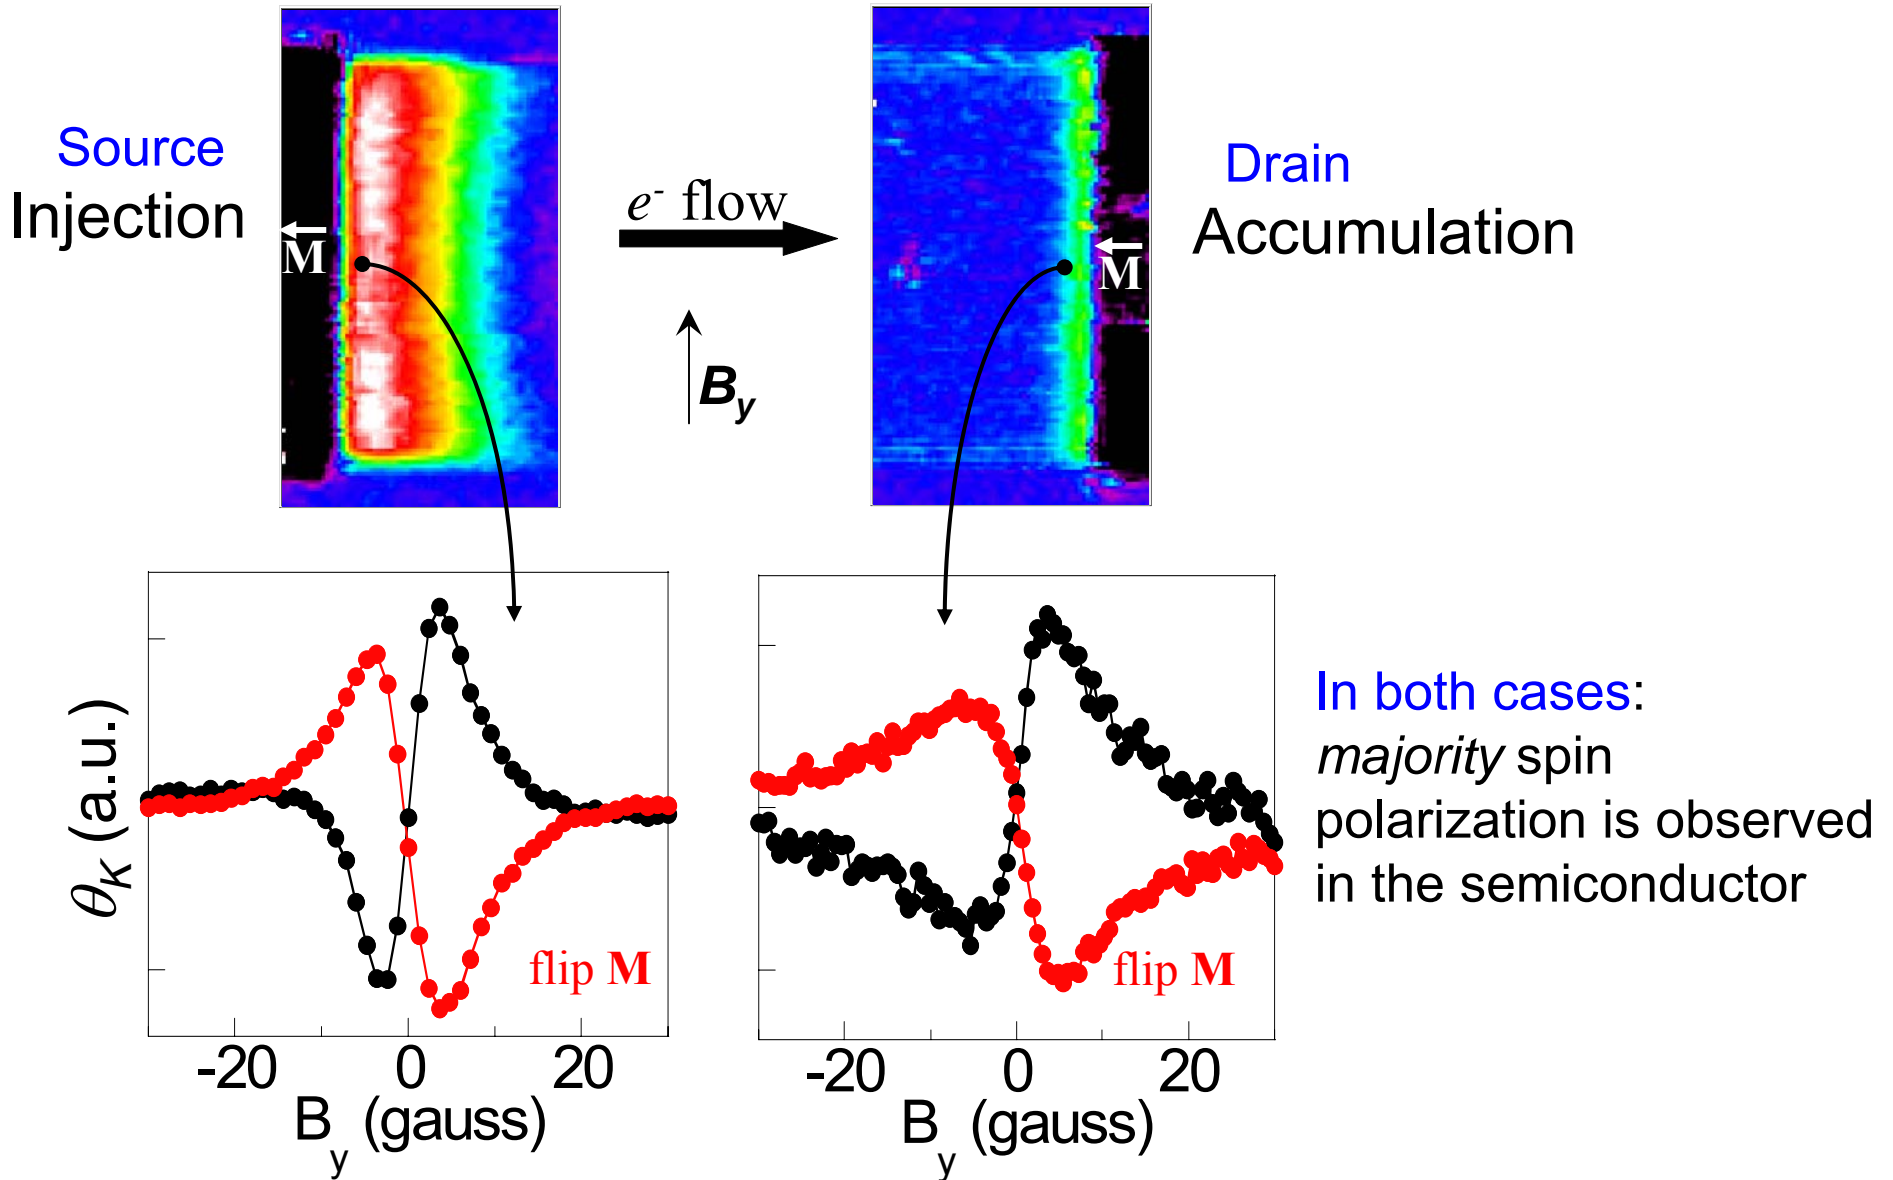 Source
Injection
M
e- flow
By
M
Drain
Accumulation
θK (a.u.)
flip M
-20 0 20
By (gauss)
flip M
-20 0 20
By (gauss)
In both cases:
majority spin
polarization is observed
in the semiconductor